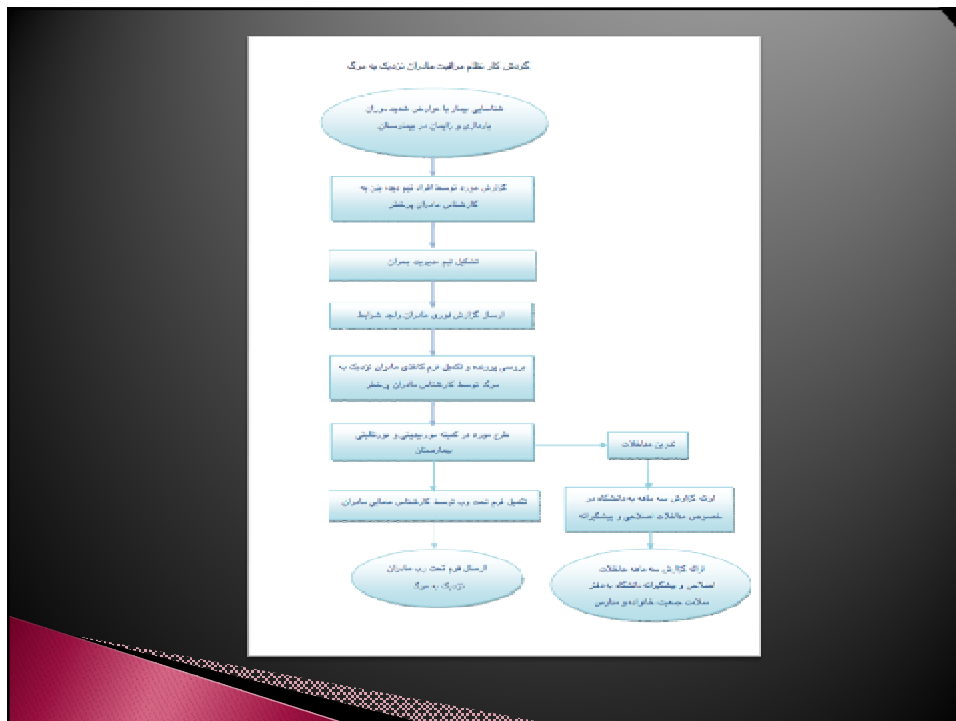 گردش کار نظام مراقبت مادران نزدیک به مرگ
شناسایی بیمار با عوارض شدید دوران
بارداری و زایمان در بیمارستان
گزارش مورد توسط افراد تیم دیده بین به
کارشناس مادران پرخطر
تشکیل تیم مدیریت بحران
ارسال گزارش فوری مادران واجد شرایط
بررسی پرونده و تکمیل فرم کاغذی مادران نزدیک به
مرگ توسط کارشناس مادران پرخطر
طرح مورد در کمیته موربیدیتی و مورتالیتی
بیمارستان
تدوین مداخلات
تکمیل فرم تحت وب توسط کارشناس مادران
ارائه گزارش سه ماهه به دانشگاه در
خصوص مداخلات اصلاحی و پیشگیرانه
ارسال فرم تحت وب مادران
نزدیک به مرگ
ارائه گزارش سه ماهه مداخلات
اصلاحی و پیشگیرانه دانشگاه به دفتر
سلامت جمعیت، خانواده و مدارس